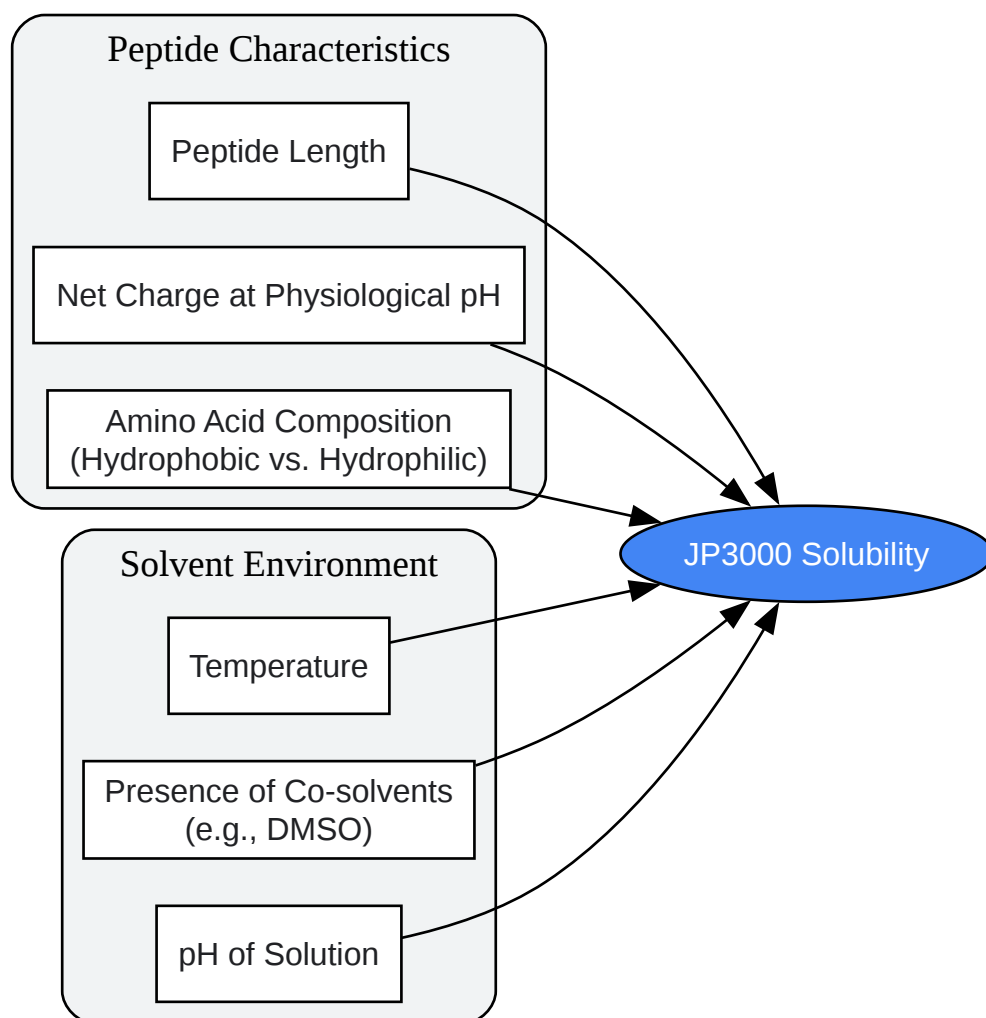 Peptide Characteristics
Peptide Length
Net Charge at Physiological pH
Amino Acid Composition
(Hydrophobic vs. Hydrophilic)
JP3000 Solubility
Solvent Environment
Temperature
Presence of Co-solvents
(e.g., DMSO)
pH of Solution